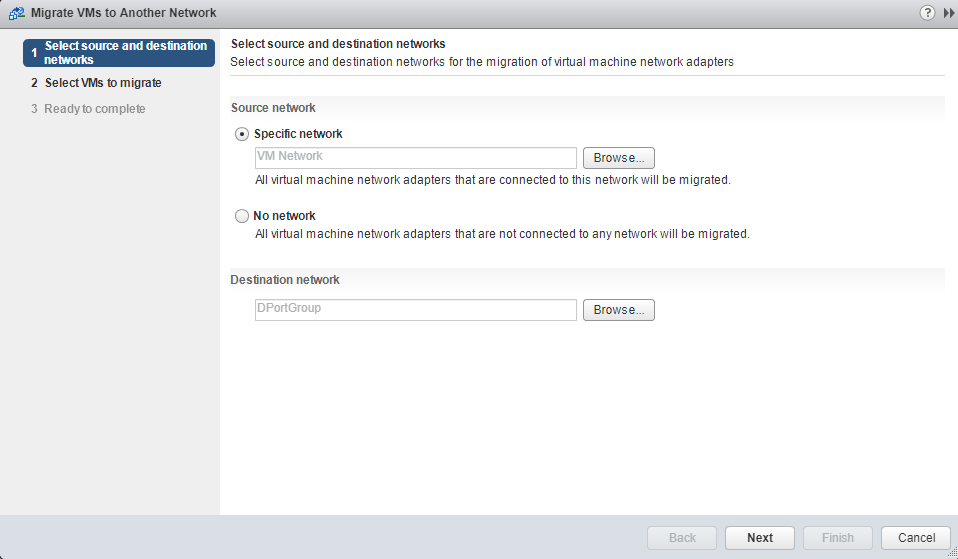 Migrate VMs to Another Network
?
1 Select source and destination
networks
2 Select VMs to migrate
3 Ready to complete
Select source and destination networks
Select source and destination networks for the migration of virtual machine network adapters
Source network
Specific network
VM Network Browse...
All virtual machine network adapters that are connected to this network will be migrated.
No network
All virtual machine network adapters that are not connected to any network will be migrated.
Destination network
DPortGroup Browse...
Back Next Finish Cancel